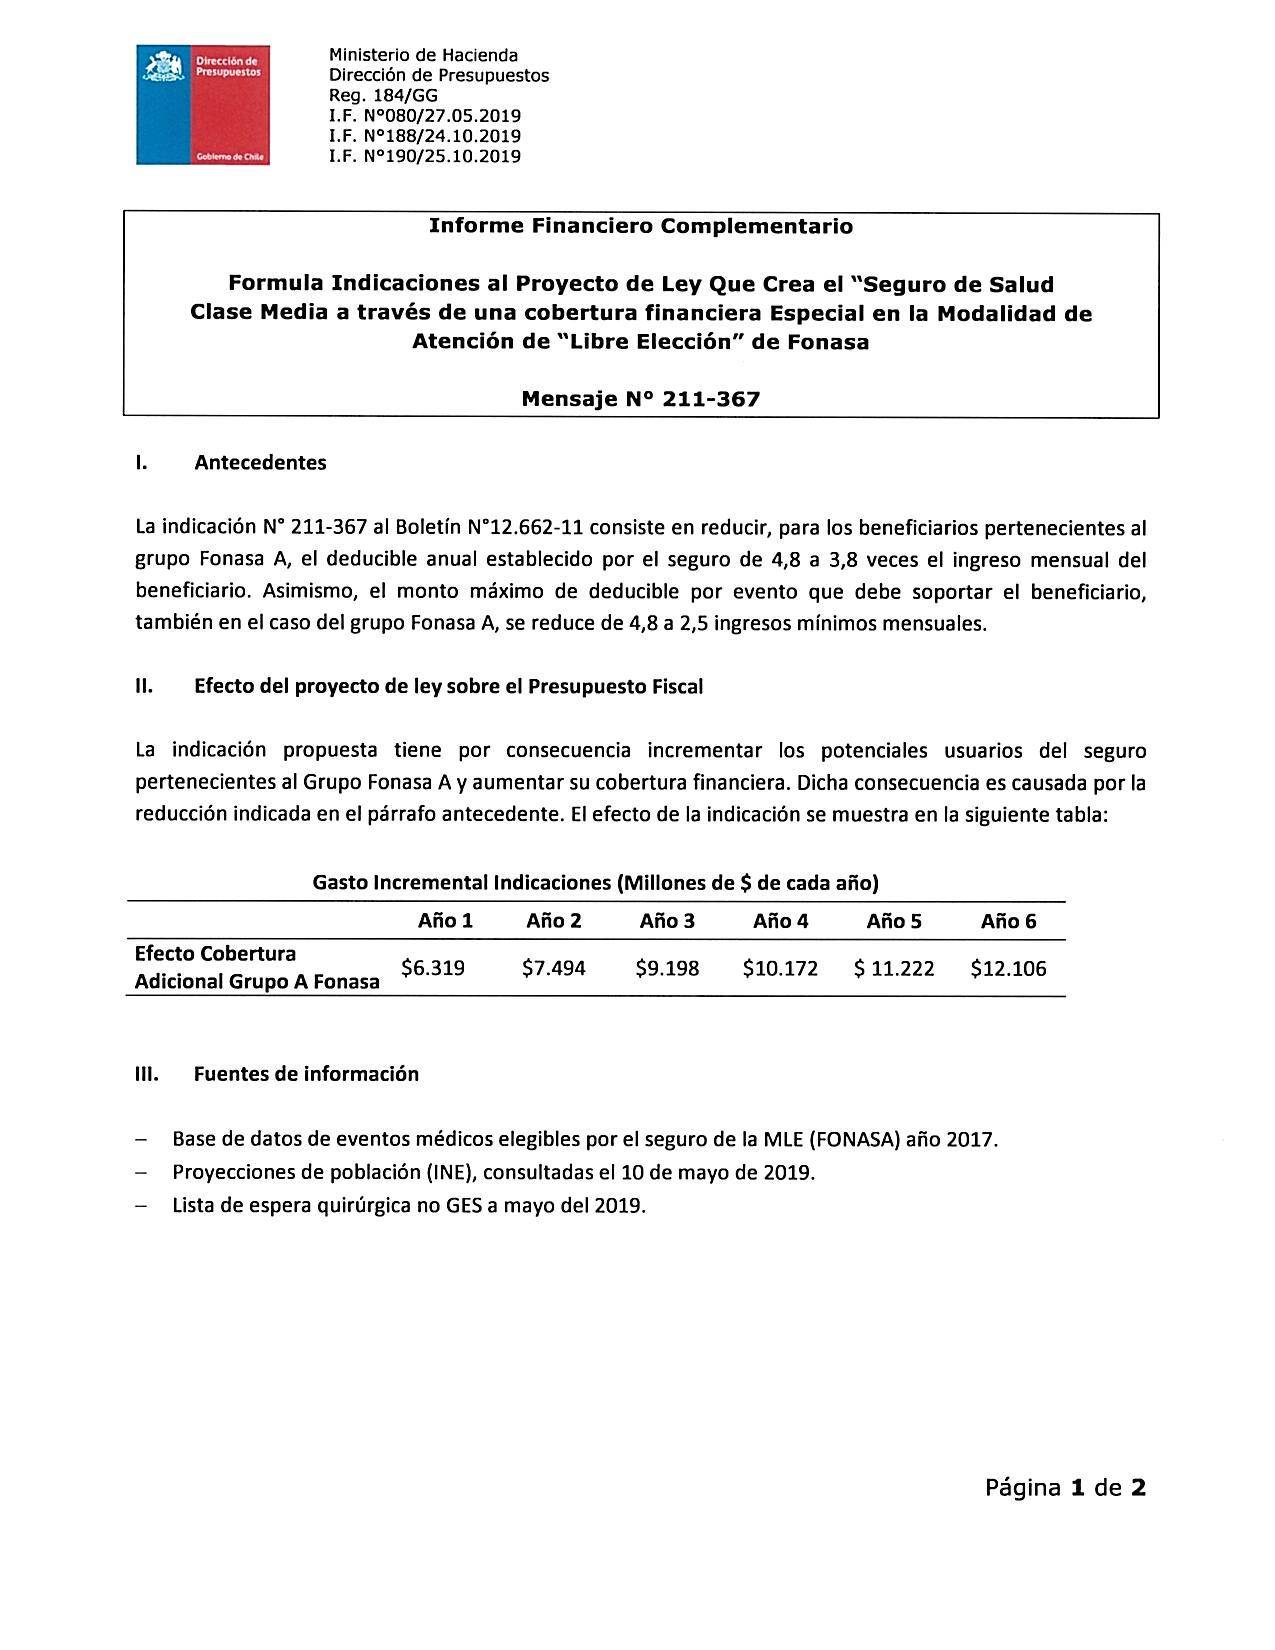 Dirección de
Presupuestos
Gobierno de Chile
Ministerio de Hacienda
Dirección de Presupuestos
Reg. 184/GG
I.F. N°080/27.05.2019
I.F. N°188/24.10.2019
I.F. N°190/25.10.2019
Informe Financiero Complementario
Formula Indicaciones al Proyecto de Ley Que Crea el “Seguro de Salud
Clase Media a través de una cobertura financiera Especial en la Modalidad de
Atención de “Libre Elección” de Fonasa
Mensaje N° 211-367
I. Antecedentes
La indicación N° 211-367 al Boletín N°12.662-11 consiste en reducir, para los beneficiarios pertenecientes al
grupo Fonasa A, el deducible anual establecido por el seguro de 4,8 a 3,8 veces el ingreso mensual del
beneficiario. Asimismo, el monto máximo de deducible por evento que debe soportar el beneficiario,
también en el caso del grupo Fonasa A, se reduce de 4,8 a 2,5 ingresos mínimos mensuales.
II. Efecto del proyecto de ley sobre el Presupuesto Fiscal
La indicación propuesta tiene por consecuencia incrementar los potenciales usuarios del seguro
pertenecientes al Grupo Fonasa A y aumentar su cobertura financiera. Dicha consecuencia es causada por la
reducción indicada en el párrafo antecedente. El efecto de la indicación se muestra en la siguiente tabla:
Gasto Incremental Indicaciones (Millones de $ de cada año)
Año 1 Año 2 Año 3 Año 4 Año 5 Año 6
Efecto Cobertura
Adicional Grupo A Fonasa $6.319 $7.494 $9.198 $10.172 $ 11.222 $12.106
III. Fuentes de información
– Base de datos de eventos médicos elegibles por el seguro de la MLE (FONASA) año 2017.
– Proyecciones de población (INE), consultadas el 10 de mayo de 2019.
– Lista de espera quirúrgica no GES a mayo del 2019.
Página 1 de 2